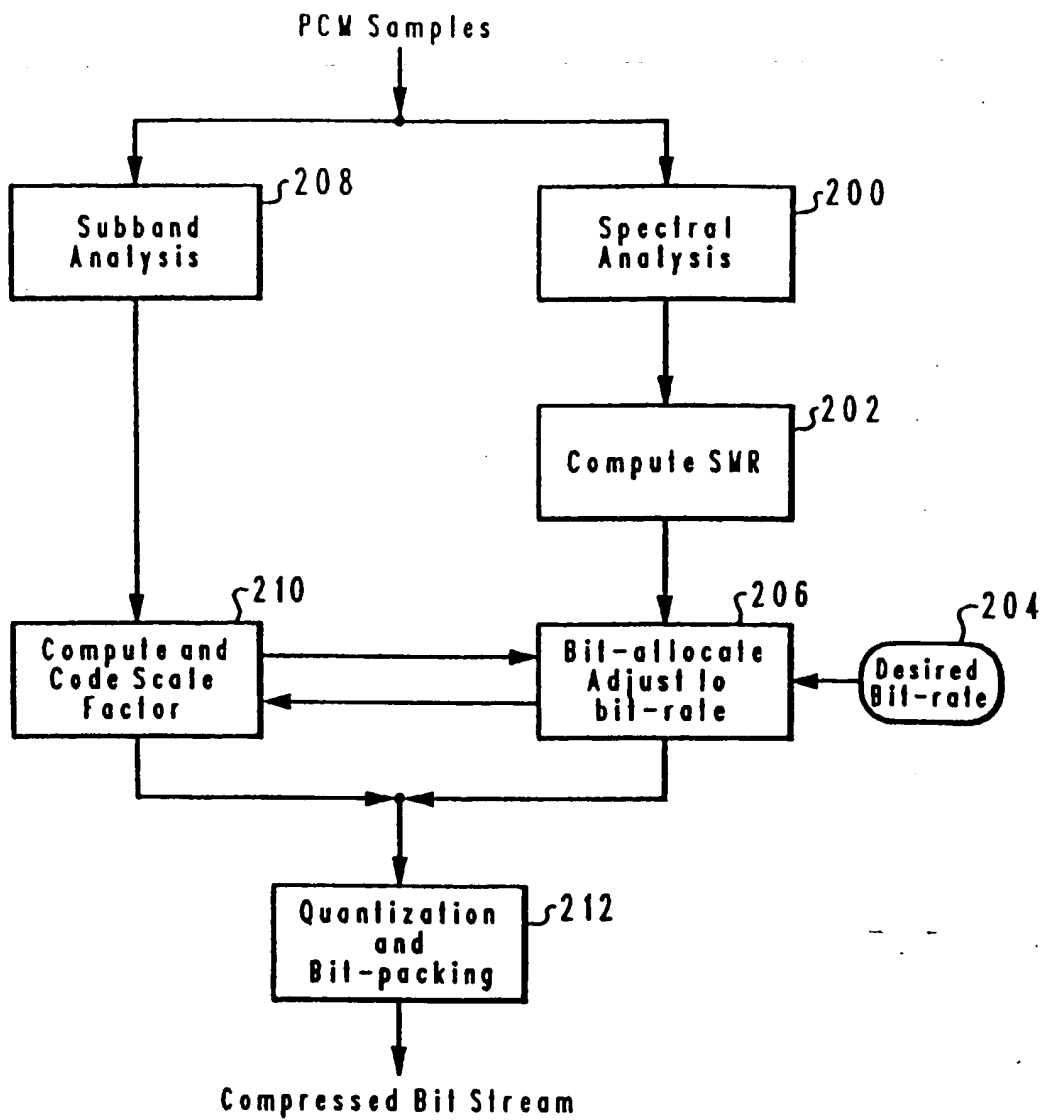 PCM Samples
208
Subband
Analysis
200
Spectral
Analysis
202
Compute SMR
210
Compute and
Code Scale
Factor
206
Bit-allocate
Adjust to
bit-rate
204
Desired
Bit-rate
212
Quantization
and
Bit-packing
Compressed Bit Stream